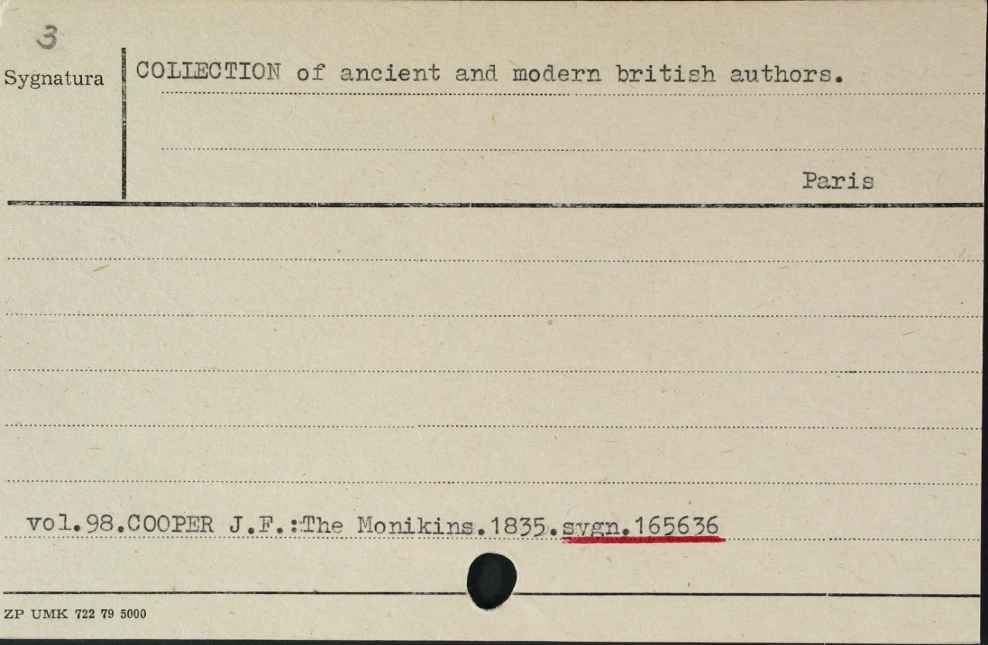 3
Sygnatura
COLLECTION of ancient and modern british authors.
Paris
vol.98.COOPER J.F.:The Monikins.1835.sygn.165636
ZP UMK 722 79 5000